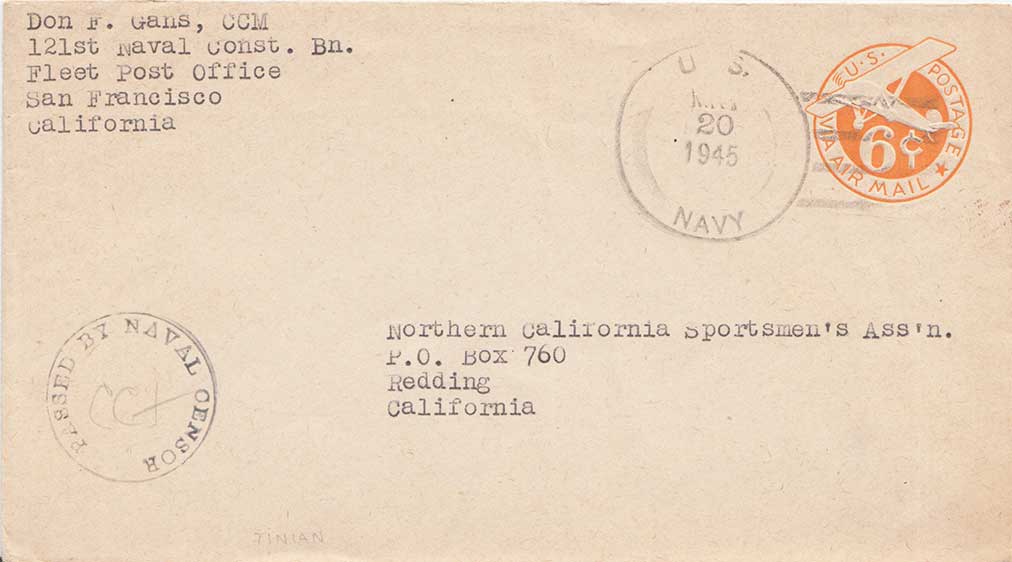 Don F. Gans, CCM
121st Naval Const. Bn.
Fleet Post Office
San Francisco
California
U. S.
20
1945
NAVY
U.S. POSTAGE
6¢
VIA AIR MAIL
Northern California Sportsmen's Ass'n.
P.O. Box 760
Redding
California
PASSED BY NAVAL CENSOR
TINIAN